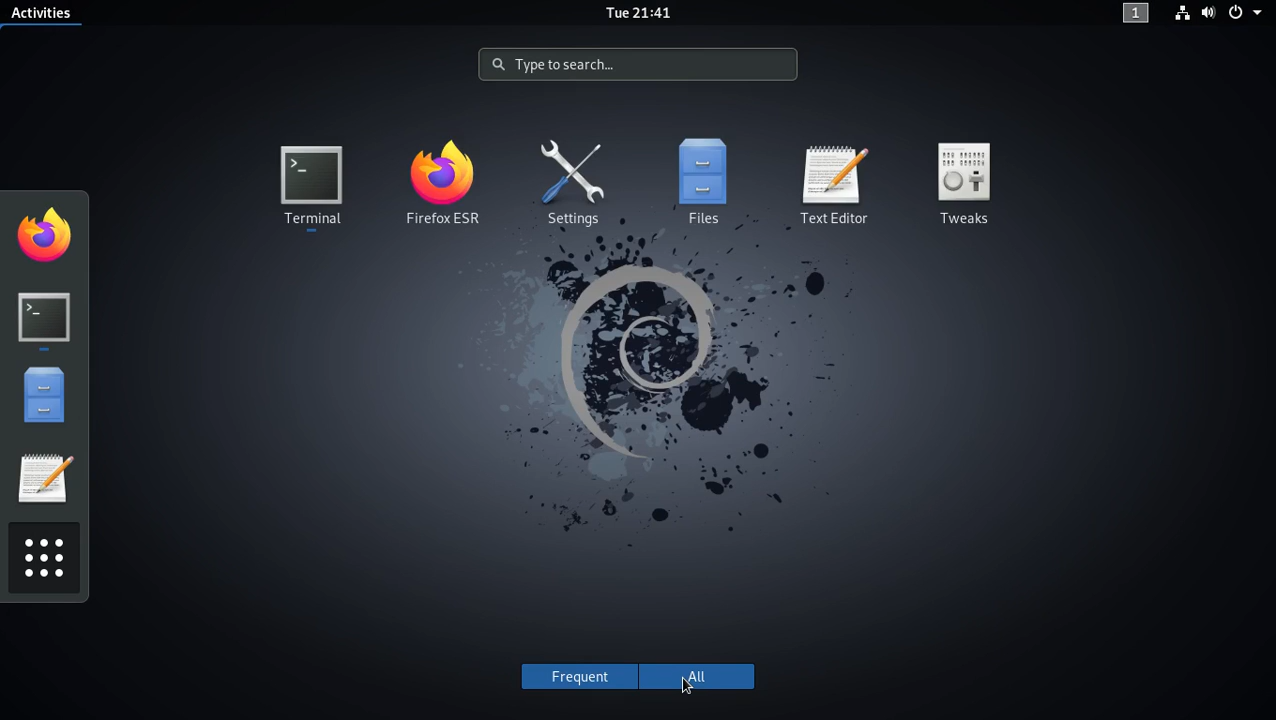 Activities
Tue 21:41
1
Type to search...
Terminal
Firefox ESR
Settings
Files
Text Editor
Tweaks
Frequent
All